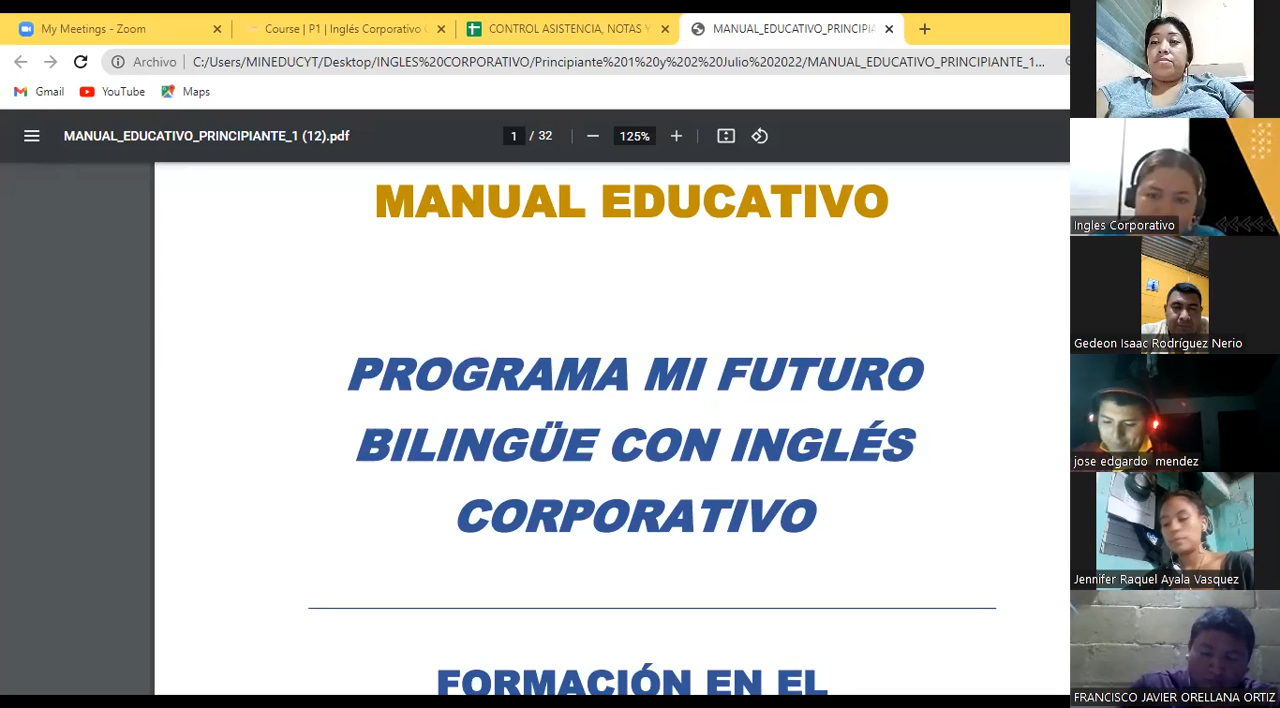 My Meetings - Zoom
Course | P1 | Inglés Corporativo
CONTROL ASISTENCIA, NOTAS Y
MANUAL_EDUCATIVO_PRINCIPIA
Archivo
C:/Users/MINEDUCYT/Desktop/INGLES%20CORPORATIVO/Principiante%201%20y%202%20Julio%202022/MANUAL_EDUCATIVO_PRINCIPIANTE_1...
Gmail
YouTube
Maps
MANUAL_EDUCATIVO_PRINCIPIANTE_1 (12).pdf
1 / 32
125%
MANUAL EDUCATIVO
PROGRAMA MI FUTURO
BILINGÜE CON INGLÉS
CORPORATIVO
FORMACIÓN EN EL
Ingles Corporativo
Gedeon Isaac Rodríguez Nerio
jose edgardo mendez
Jennifer Raquel Ayala Vasquez
FRANCISCO JAVIER ORELLANA ORTIZ